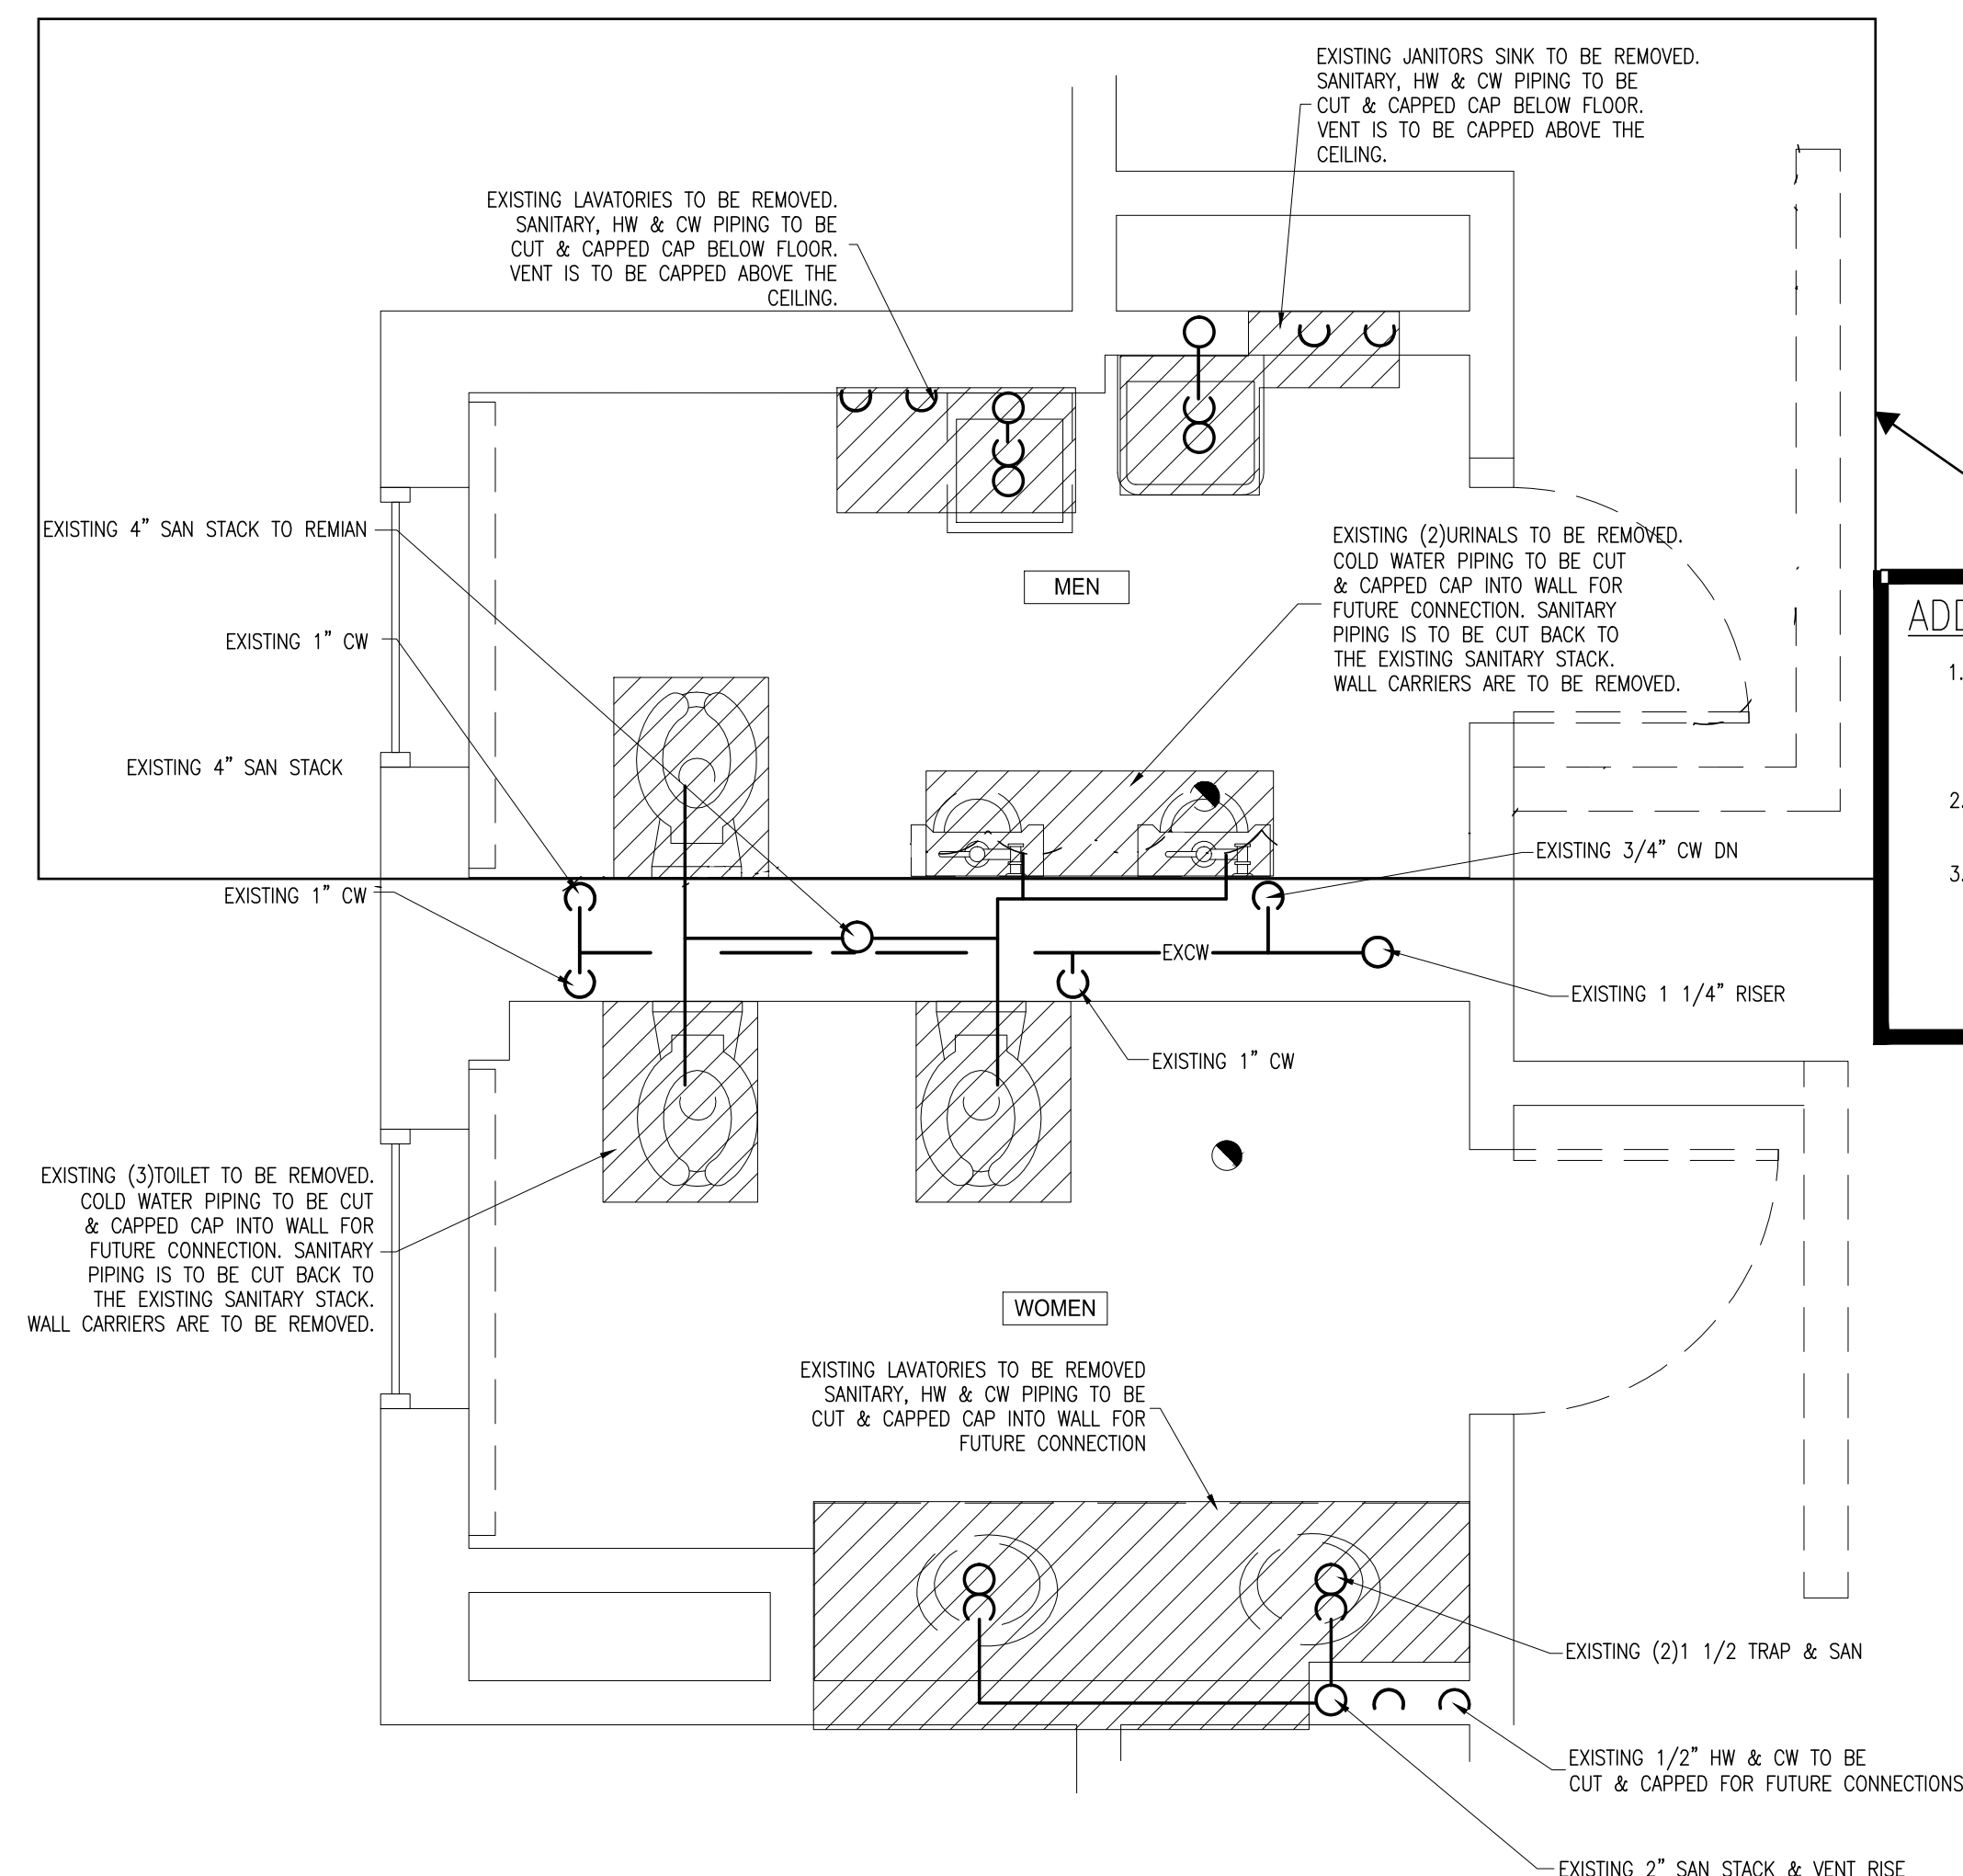 EXISTING JANITORS SINK TO BE REMOVED.
SANITARY, HW & CW PIPING TO BE
CUT & CAPPED CAP BELOW FLOOR.
VENT IS TO BE CAPPED ABOVE THE
CEILING.
EXISTING LAVATORIES TO BE REMOVED.
SANITARY, HW & CW PIPING TO BE
CUT & CAPPED CAP BELOW FLOOR.
VENT IS TO BE CAPPED ABOVE THE
CEILING.
EXISTING 4" SAN STACK TO REMIAN
EXISTING (2)URINALS TO BE REMOVED.
COLD WATER PIPING TO BE CUT
& CAPPED CAP INTO WALL FOR
FUTURE CONNECTION. SANITARY
PIPING IS TO BE CUT BACK TO
THE EXISTING SANITARY STACK.
WALL CARRIERS ARE TO BE REMOVED.
MEN
ADD
1.
2.
3.
EXISTING 1" CW
EXISTING 4" SAN STACK
EXISTING 3/4" CW DN
EXISTING 1" CW
EXCW
EXISTING 1 1/4" RISER
EXISTING 1" CW
EXISTING (3)TOILET TO BE REMOVED.
COLD WATER PIPING TO BE CUT
& CAPPED CAP INTO WALL FOR
FUTURE CONNECTION. SANITARY
PIPING IS TO BE CUT BACK TO
THE EXISTING SANITARY STACK.
WALL CARRIERS ARE TO BE REMOVED.
WOMEN
EXISTING LAVATORIES TO BE REMOVED
SANITARY, HW & CW PIPING TO BE
CUT & CAPPED CAP INTO WALL FOR
FUTURE CONNECTION
EXISTING (2)1 1/2 TRAP & SAN
EXISTING 1/2" HW & CW TO BE
CUT & CAPPED FOR FUTURE CONNECTIONS
EXISTING 2" SAN STACK & VENT RISE